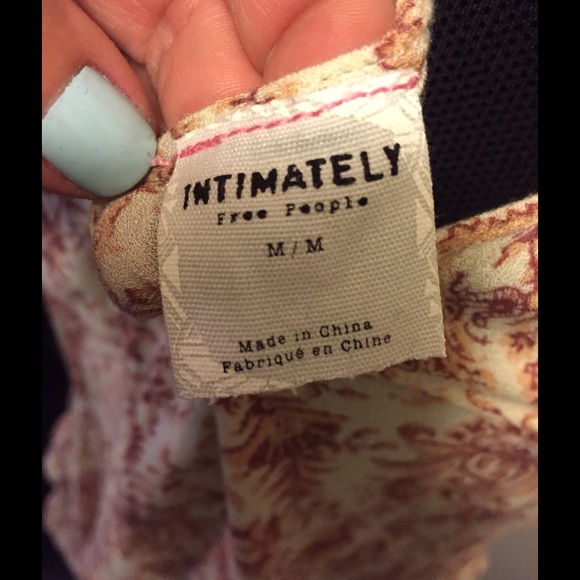 INTIMATELY
Free People
M/M
Made in China
Fabriqué en Chine